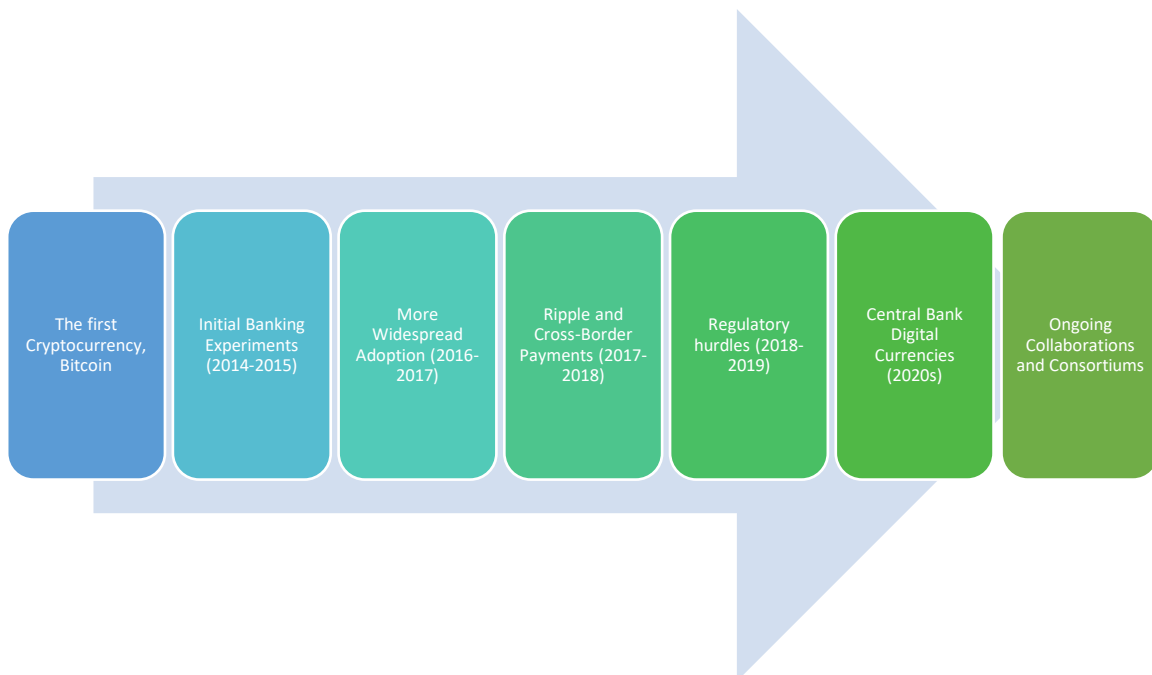 The first
Cryptocurrency,
Bitcoin
Initial Banking
Experiments
(2014-2015)
More
Widespread
Adoption (2016-
2017)
Ripple and
Cross-Border
Payments (2017-
2018)
Regulatory
hurdles (2018-
2019)
Central Bank
Digital
Currencies
(2020s)
Ongoing
Collaborations
and Consortiums